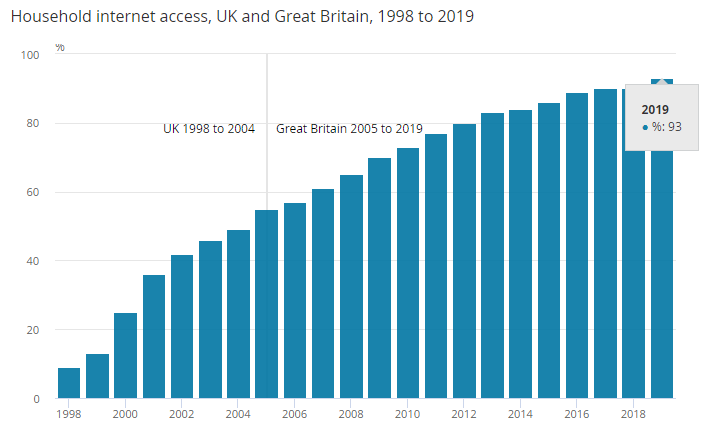 Household internet access, UK and Great Britain, 1998 to 2019
%
100
80
60
40
20
0
UK 1998 to 2004
Great Britain 2005 to 2019
2019
● %: 93
1998 2000 2002 2004 2006 2008 2010 2012 2014 2016 2018